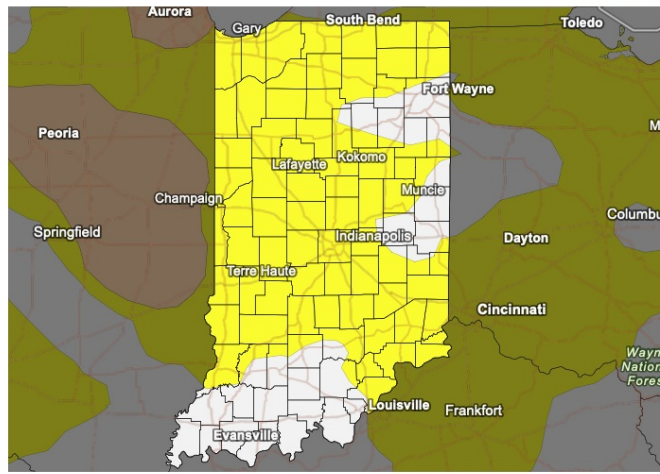 Aurora
South Bend
Toledo
Gary
Fort Wayne
Peoria
M
Kokomo
Lafayette
Champaign
Muncie
Columbu
Springfield
Indianapolis
Dayton
Terre Haute
Cincinnati
Wayn
Nation
Fores
Louisville
Frankfort
Evansville